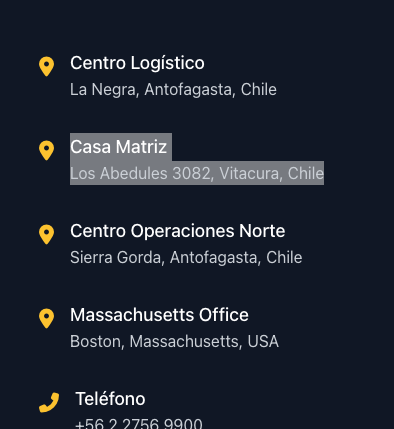 Centro Logístico
La Negra, Antofagasta, Chile
Casa Matriz
Los Abedules 3082, Vitacura, Chile
Centro Operaciones Norte
Sierra Gorda, Antofagasta, Chile
Massachusetts Office
Boston, Massachusetts, USA
Teléfono
+56 2 2756 9900